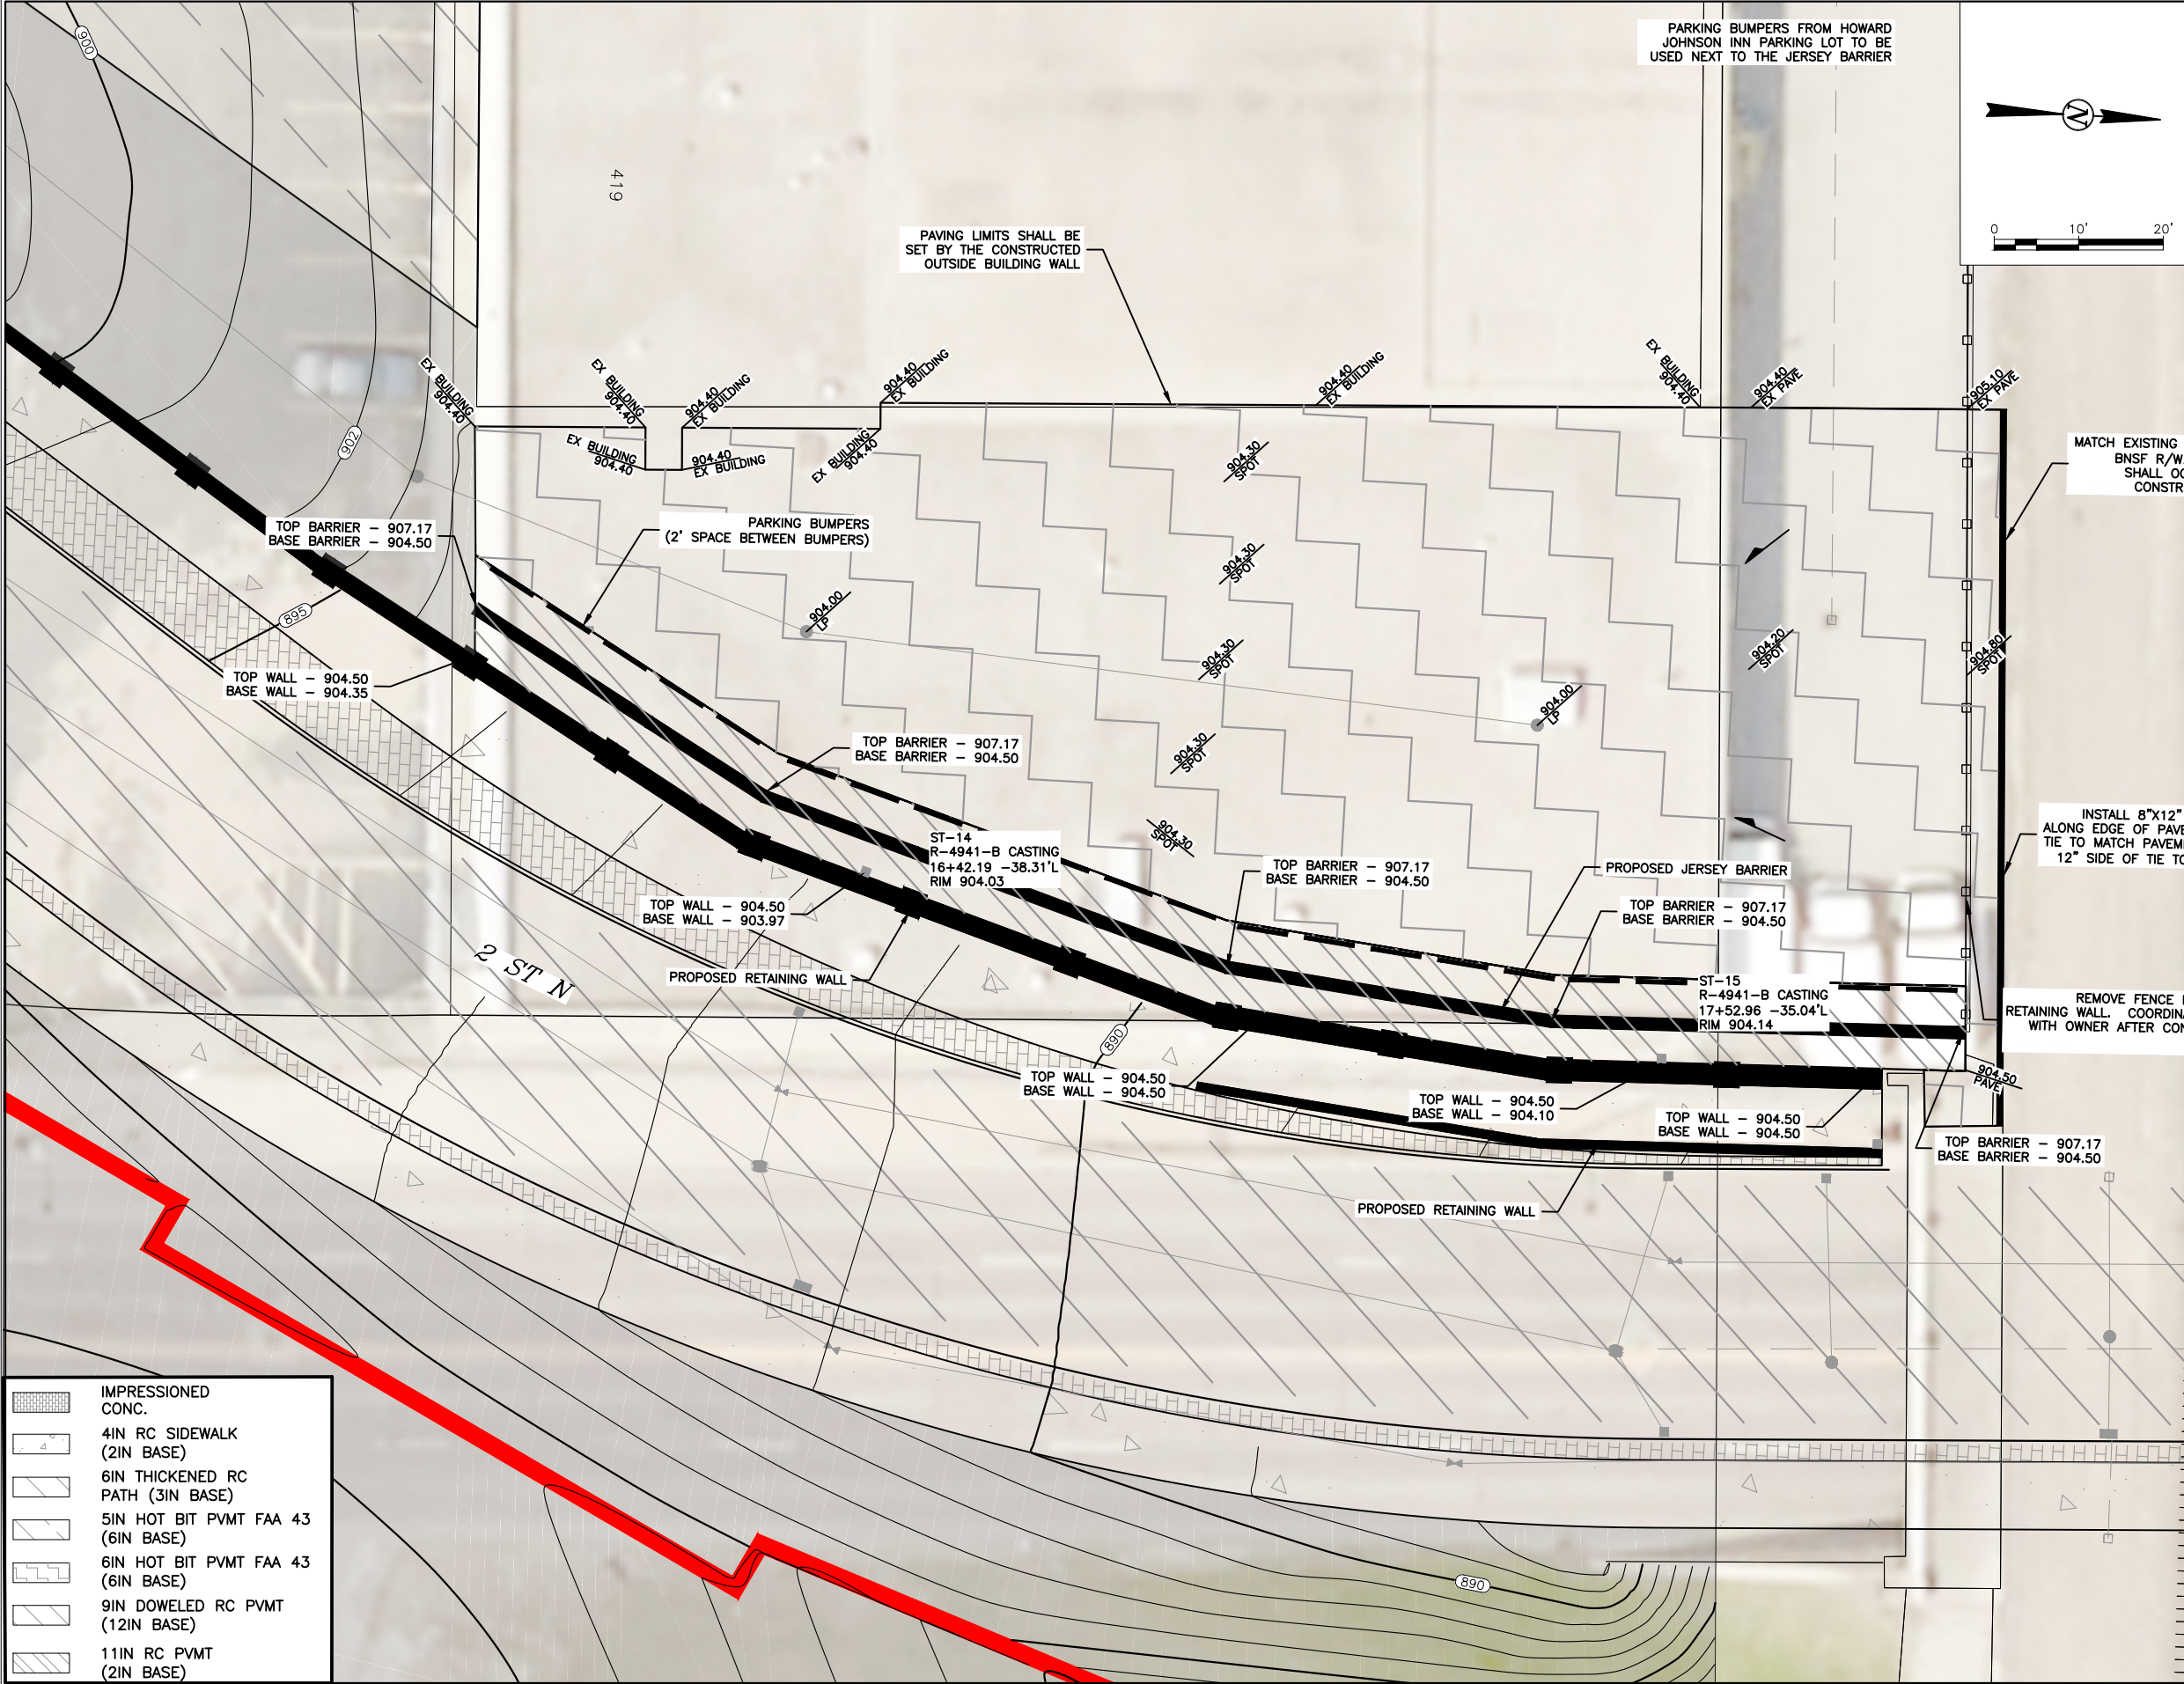 PARKING BUMPERS FROM HOWARD
JOHNSON INN PARKING LOT TO BE
USED NEXT TO THE JERSEY BARRIER
N
0 10' 20'
900
419
PAVING LIMITS SHALL BE
SET BY THE CONSTRUCTED
OUTSIDE BUILDING WALL
EX BUILDING
904.40
EX BUILDING
904.40
904.40
EX BUILDING
904.40
EX BUILDING
904.40
EX BUILDING
EX BUILDING
904.40
904.40
EX PAVE
905.10
EX PAVE
EX BUILDING
904.40
904.40
EX BUILDING
EX BUILDING
904.40
902
904.30
SPOT
MATCH EXISTING
BNSF R/W
SHALL OC
CONSTR
TOP BARRIER - 907.17
BASE BARRIER - 904.50
PARKING BUMPERS
(2' SPACE BETWEEN BUMPERS)
904.30
SPOT
895
904.00
LP
904.30
SPOT
904.20
SPOT
904.80
SPOT
TOP WALL - 904.50
BASE WALL - 904.35
904.00
LP
TOP BARRIER - 907.17
BASE BARRIER - 904.50
904.30
SPOT
904.30
SPOT
INSTALL 8"X12"
ALONG EDGE OF PAVE
TIE TO MATCH PAVEM
12" SIDE OF TIE TO
ST-14
R-4941-B CASTING
16+42.19 -38.31'L
RIM 904.03
TOP BARRIER - 907.17
BASE BARRIER - 904.50
PROPOSED JERSEY BARRIER
TOP BARRIER - 907.17
BASE BARRIER - 904.50
TOP WALL - 904.50
BASE WALL - 903.97
2 ST N
PROPOSED RETAINING WALL
ST-15
R-4941-B CASTING
17+52.96 -35.04'L
RIM 904.14
REMOVE FENCE
RETAINING WALL. COORDINA
WITH OWNER AFTER CON
890
TOP WALL - 904.50
BASE WALL - 904.50
904.50
PAVE
TOP WALL - 904.50
BASE WALL - 904.10
TOP WALL - 904.50
BASE WALL - 904.50
TOP BARRIER - 907.17
BASE BARRIER - 904.50
PROPOSED RETAINING WALL
890
IMPRESSIONED
CONC.
4IN RC SIDEWALK
(2IN BASE)
6IN THICKENED RC
PATH (3IN BASE)
5IN HOT BIT PVMT FAA 43
(6IN BASE)
6IN HOT BIT PVMT FAA 43
(6IN BASE)
9IN DOWELED RC PVMT
(12IN BASE)
11IN RC PVMT
(2IN BASE)